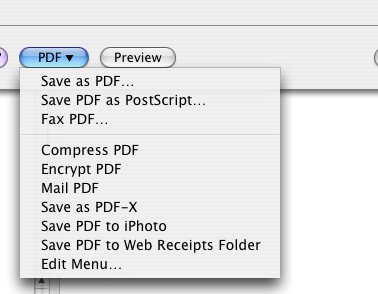 PDF ▾ Preview
Save as PDF…
Save PDF as PostScript…
Fax PDF…
Compress PDF
Encrypt PDF
Mail PDF
Save as PDF-X
Save PDF to iPhoto
Save PDF to Web Receipts Folder
Edit Menu…